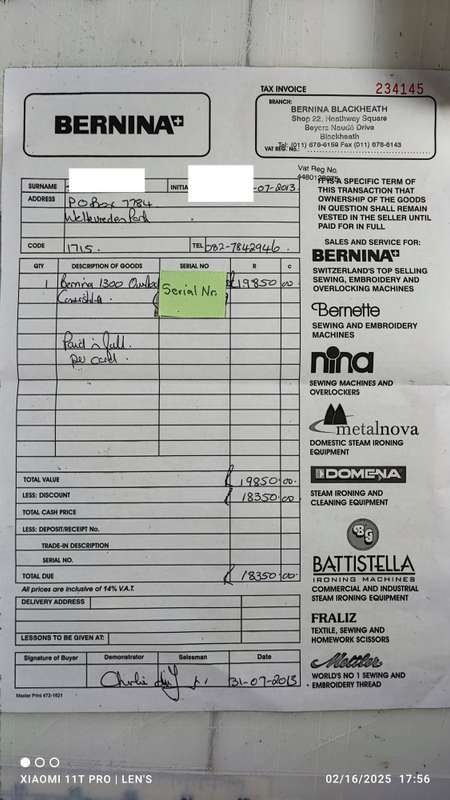 TAX INVOICE
234145
BERNINA
BRANCH:
BERNINA BLACKHEATH
Shop 22, Heathway Square
Beyers Naudé Drive
Blackheath
Tel: (011) 678-6159 Fax (011) 678-6143
VAT REG. No.:
Vat Reg No.
SURNAME
INITIA
-07-2013
ADDRESS
P O Box 7784
Weltevreden Park
CODE
1715
TEL
082-7842946
IT IS A SPECIFIC TERM OF
THIS TRANSACTION THAT
OWNERSHIP OF THE GOODS
IN QUESTION SHALL REMAIN
VESTED IN THE SELLER UNTIL
PAID FOR IN FULL
QTY
DESCRIPTION OF GOODS
SERIAL NO
R
C
1
Bernina 1300
Serial Nr.
R19850
00
Paid in full
per card
TOTAL VALUE
R 19850.00
LESS: DISCOUNT
R 18350 00
TOTAL CASH PRICE
LESS: DEPOSIT/RECEIPT No.
TRADE-IN DESCRIPTION
SERIAL NO.
TOTAL DUE
R 18350.00
All prices are inclusive of 14% V.A.T.
DELIVERY ADDRESS
LESSONS TO BE GIVEN AT:
Signature of Buyer
Demonstrator
Salesman
Date
31-07-2013
Master Print 473-1521
SALES AND SERVICE FOR:
BERNINA
SWITZERLAND'S TOP SELLING
SEWING, EMBROIDERY AND
OVERLOCKING MACHINES
Bernette
SEWING AND EMBROIDERY
MACHINES
nina
SEWING MACHINES AND
OVERLOCKERS
metalnova
DOMESTIC STEAM IRONING
EQUIPMENT
DOMENA
STEAM IRONING AND
CLEANING EQUIPMENT
BG
BATTISTELLA
IRONING MACHINES
COMMERCIAL AND INDUSTRIAL
STEAM IRONING EQUIPMENT
FRALIZ
TEXTILE, SEWING AND
HOMEWORK SCISSORS
Mettler
WORLD'S NO 1 SEWING AND
EMBROIDERY THREAD
XIAOMI 11T PRO | LEN'S
02/16/2025 17:56